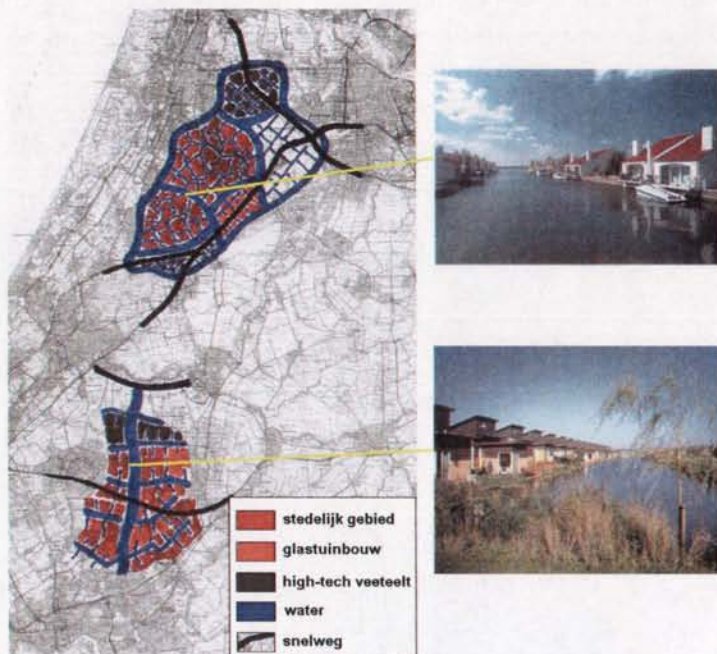 stedelijk gebied
glastuinbouw
high-tech veeteelt
water
snelweg